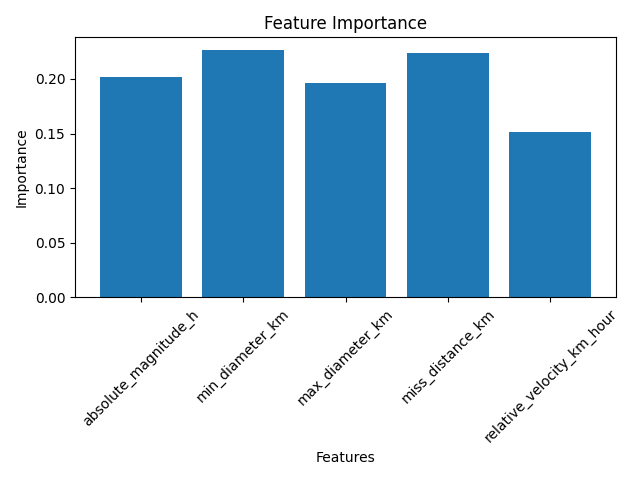 Feature Importance
Importance
0.20
0.15
0.10
0.05
0.00
absolute_magnitude_h
min_diameter_km
max_diameter_km
miss_distance_km
relative_velocity_km_hour
Features